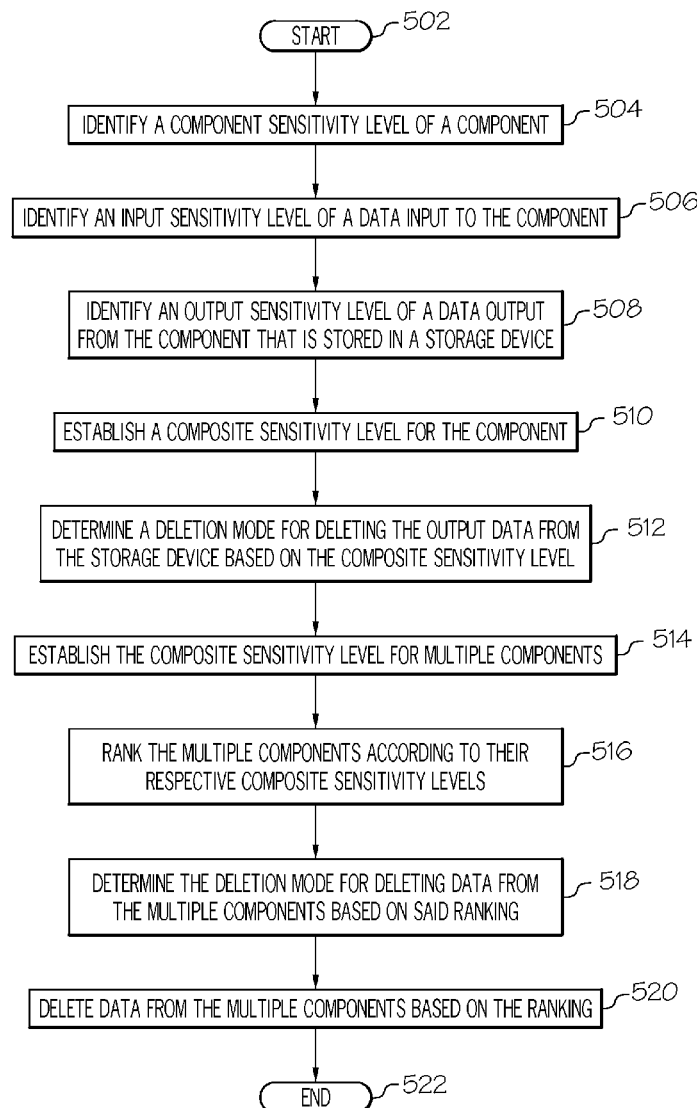 START
502
IDENTIFY A COMPONENT SENSITIVITY LEVEL OF A COMPONENT
504
IDENTIFY AN INPUT SENSITIVITY LEVEL OF A DATA INPUT TO THE COMPONENT
506
IDENTIFY AN OUTPUT SENSITIVITY LEVEL OF A DATA OUTPUT
FROM THE COMPONENT THAT IS STORED IN A STORAGE DEVICE
508
ESTABLISH A COMPOSITE SENSITIVITY LEVEL FOR THE COMPONENT
510
DETERMINE A DELETION MODE FOR DELETING THE OUTPUT DATA FROM
THE STORAGE DEVICE BASED ON THE COMPOSITE SENSITIVITY LEVEL
512
ESTABLISH THE COMPOSITE SENSITIVITY LEVEL FOR MULTIPLE COMPONENTS
514
RANK THE MULTIPLE COMPONENTS ACCORDING TO THEIR
RESPECTIVE COMPOSITE SENSITIVITY LEVELS
516
DETERMINE THE DELETION MODE FOR DELETING DATA FROM
THE MULTIPLE COMPONENTS BASED ON SAID RANKING
518
DELETE DATA FROM THE MULTIPLE COMPONENTS BASED ON THE RANKING
520
END
522